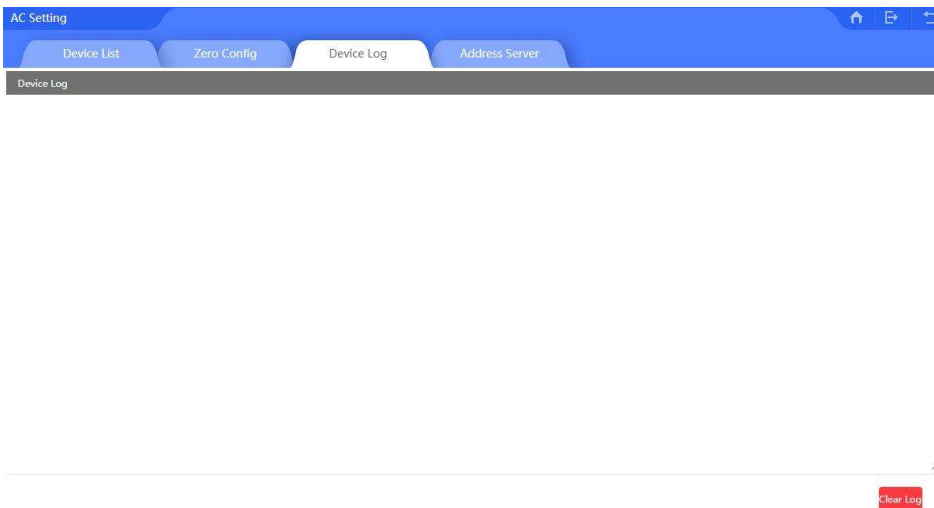 AC Setting
Device List Zero Config Device Log Address Server
Device Log
Clear Log